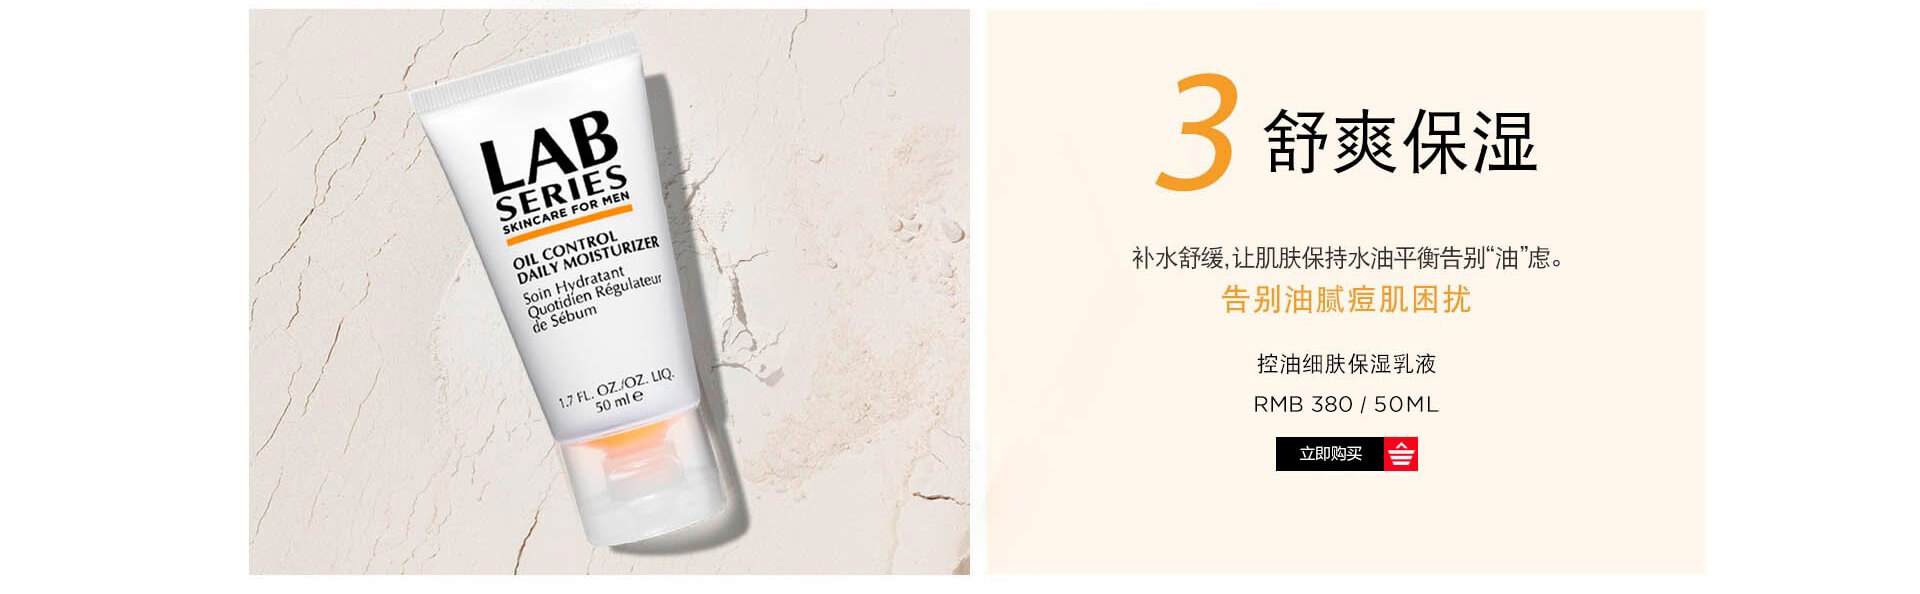 LAB
SERIES
SKINCARE FOR MEN
OIL CONTROL
DAILY MOISTURIZER
Soin Hydratant
Quotidien Régulateur
de Sébum
1.7 FL. OZ./OZ. LIQ.
50 ml e
3 舒爽保湿
补水舒缓,让肌肤保持水油平衡告别“油”虑。
告别油腻痘肌困扰
控油细肤保湿乳液
RMB 380 / 50ML
立即购买